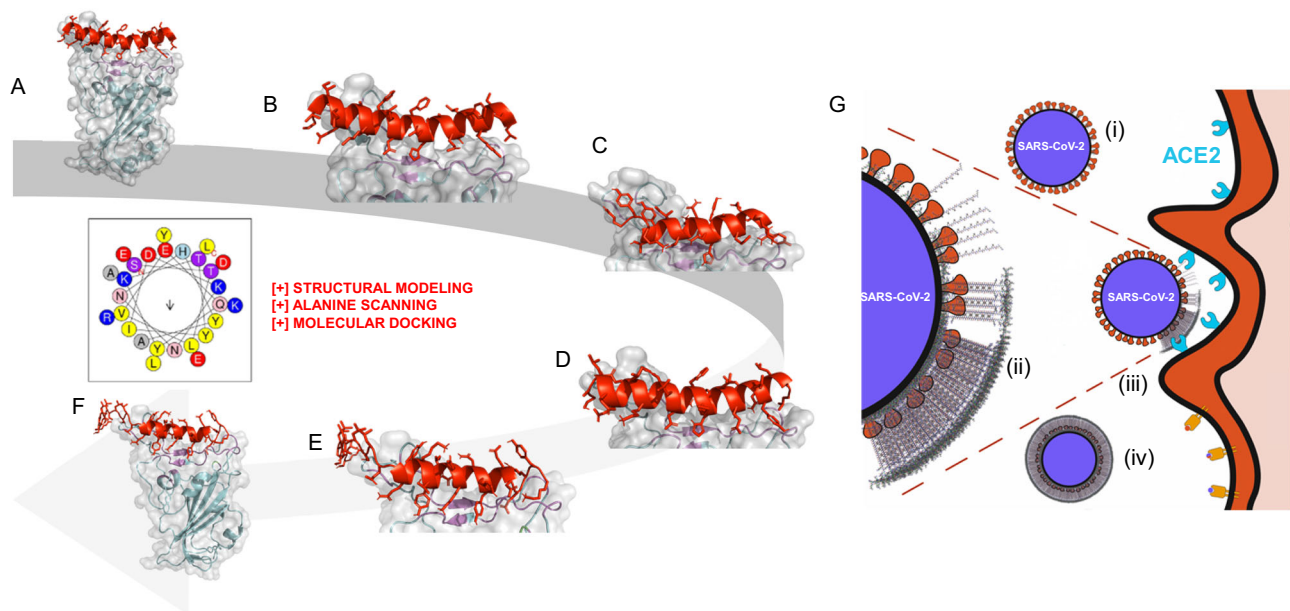 A
B
C
G
(i)
SARS-CoV-2
ACE2
Y
L
E S D E H T D
A K T
K
N Q K
R V Y
I Y
A Y N L
L E
[+] STRUCTURAL MODELING
[+] ALANINE SCANNING
[+] MOLECULAR DOCKING
SARS-CoV-2
SARS-CoV-2
D
(ii)
(iii)
F
E
(iv)